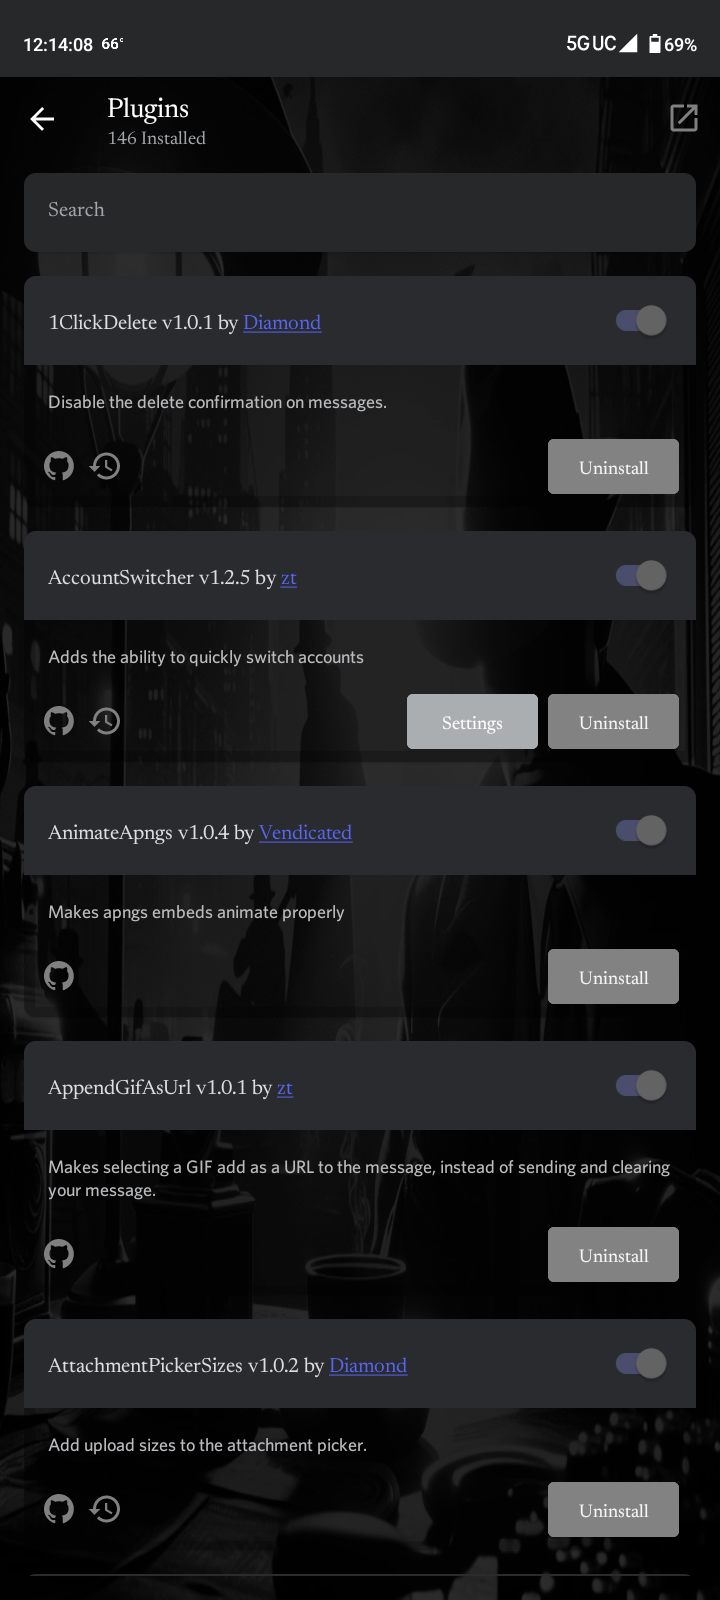 12:14:08 66° 5G UC 69%
Plugins
146 Installed
Search
1ClickDelete v1.0.1 by Diamond
Disable the delete confirmation on messages.
Uninstall
AccountSwitcher v1.2.5 by zt
Adds the ability to quickly switch accounts
Settings Uninstall
AnimateApngs v1.0.4 by Vendicated
Makes apngs embeds animate properly
Uninstall
AppendGifAsUrl v1.0.1 by zt
Makes selecting a GIF add as a URL to the message, instead of sending and clearing
your message.
Uninstall
AttachmentPickerSizes v1.0.2 by Diamond
Add upload sizes to the attachment picker.
Uninstall